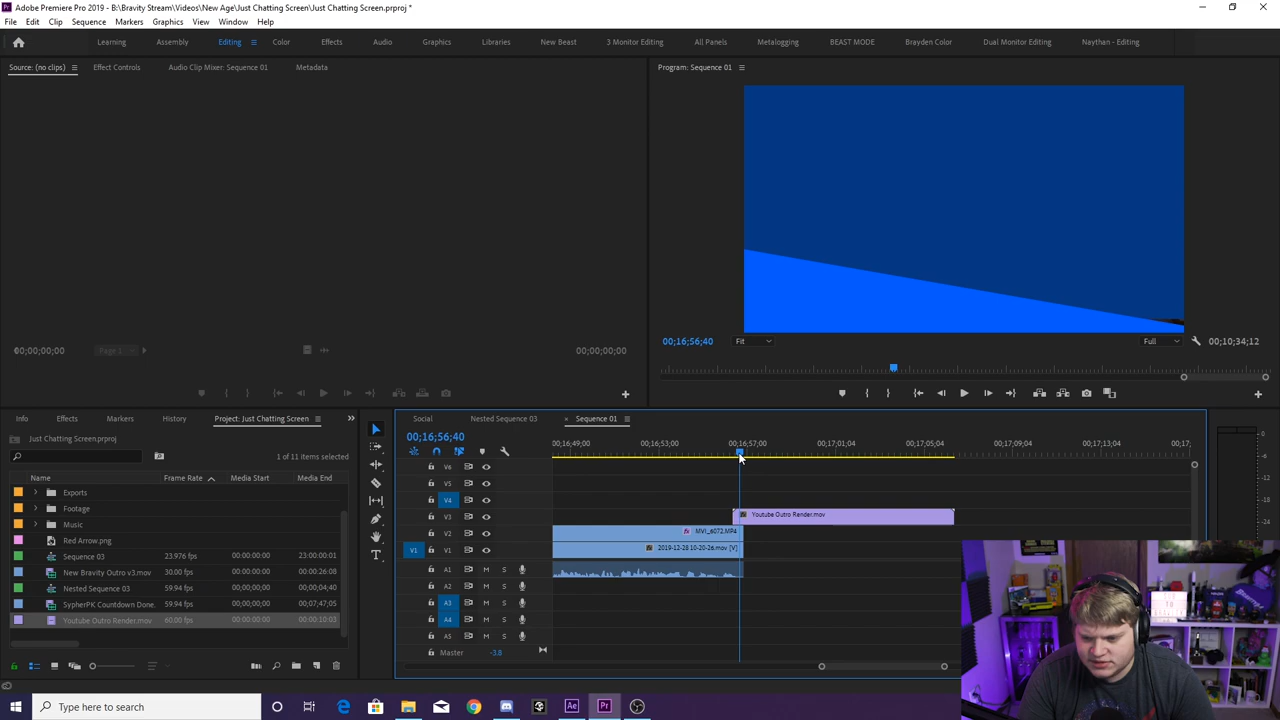 Adobe Premiere Pro 2019 - B:\Bravity Stream\Videos\New Age\Just Chatting Screen\Just Chatting Screen.prproj *
File Edit Clip Sequence Markers Graphics View Window Help
Learning Assembly Editing Color Effects Audio Graphics Libraries New Beast 3 Monitor Editing All Panels Metalogging BEAST MODE Brayden Color Dual Monitor Editing Naythan - Editing
Source: (no clips) Effect Controls Audio Clip Mixer: Sequence 01 Metadata
Program: Sequence 01
00;00;00;00 Page 1 00;00;00;00
00;16;56;40 Fit Full 00;10;34;12
Info Effects Markers History Project: Just Chatting Screen
Just Chatting Screen.prproj
1 of 11 items selected
Name Frame Rate Media Start Media End
Exports
Footage
Music
Red Arrow.png
Sequence 03 23.976 fps 00:00:00:00 23:00:00:01
New Bravity Outro v3.mov 30.00 fps 00:00:00:00 00:00:26:08
Nested Sequence 03 59.94 fps 00;00;00;00 00;00;04;40
SypherPK Countdown Done. 59.94 fps 00;00;00;00 00;07;47;05
Youtube Outro Render.mov 60.00 fps 00:00:00:00 00:00:10:03
Social Nested Sequence 03 Sequence 01
00;16;56;40
00;16;49;00 00;16;53;00 00;16;57;00 00;17;01;04 00;17;05;04 00;17;09;04 00;17;13;04 00;17;
V6
V5
V4
V3 Youtube Outro Render.mov
V2 MVI_6072.MP4
V1 V1 2019-12-28 10-20-26.mov [V]
A1 M S
A2 M S
A3 M S
A4 M S
A5 M S
Master -3.8
0
-6
-12
-18
-24
Type here to search
Ae Pr